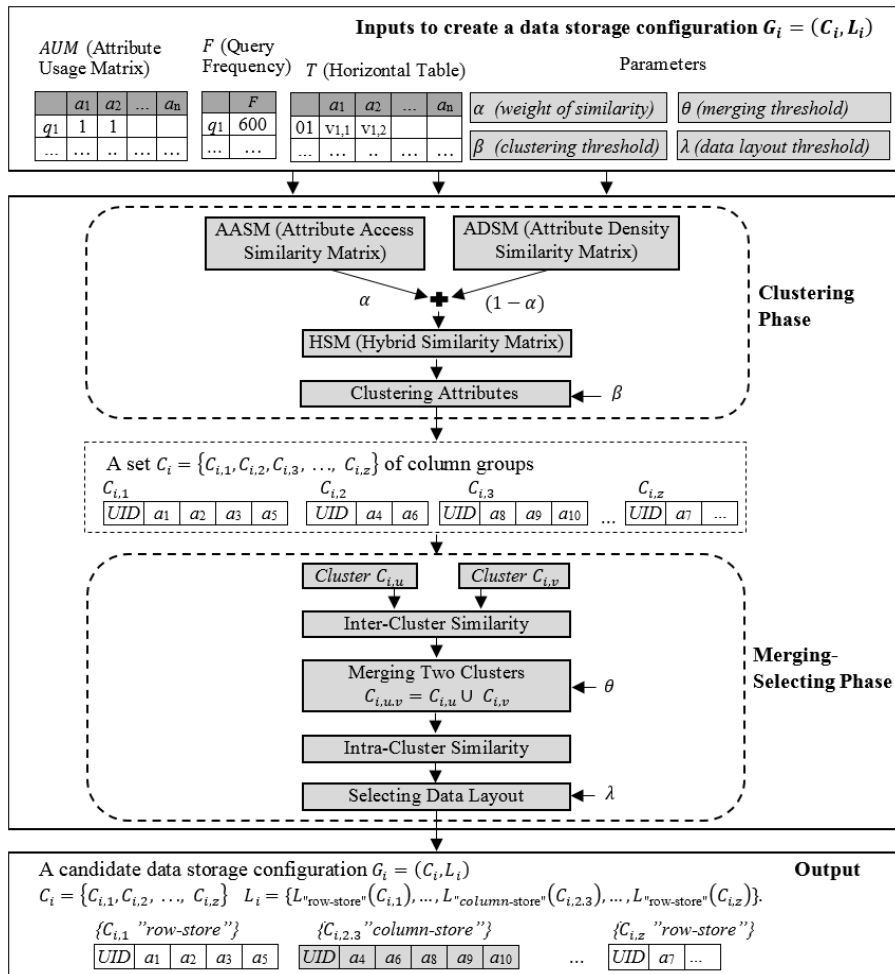 Inputs to create a data storage configuration G_i = (C_i, L_i)
AUM (Attribute Usage Matrix)
F (Query Frequency)
T (Horizontal Table)
Parameters
a1 a2 ... an
q1 1 1
... ... .. ...
F
q1 600
... ...
a1 a2 ... an
01 v1,1 v1,2
... ... .. ... ...
α (weight of similarity)
θ (merging threshold)
β (clustering threshold)
λ (data layout threshold)
AASM (Attribute Access Similarity Matrix)
ADSM (Attribute Density Similarity Matrix)
α
(1 − α)
HSM (Hybrid Similarity Matrix)
Clustering Attributes
β
Clustering Phase
A set C_i = {C_i,1, C_i,2, C_i,3, …, C_i,z} of column groups
C_i,1 C_i,2 C_i,3 C_i,z
UID a1 a2 a3 a5
UID a4 a6
UID a8 a9 a10
...
UID a7 ...
Cluster C_i,u
Cluster C_i,v
Inter-Cluster Similarity
Merging Two Clusters
C_i,u.v = C_i,u ∪ C_i,v
θ
Intra-Cluster Similarity
Selecting Data Layout
λ
Merging-Selecting Phase
A candidate data storage configuration G_i = (C_i, L_i)
Output
C_i = {C_i,1, C_i,2, …, C_i,z} L_i = {L"row-store"(C_i,1), …, L"column-store"(C_i,2.3), …, L"row-store"(C_i,z)}.
{C_i,1 "row-store"}
{C_i,2.3 "column-store"}
{C_i,z "row-store"}
UID a1 a2 a3 a5
UID a4 a6 a8 a9 a10
...
UID a7 ...